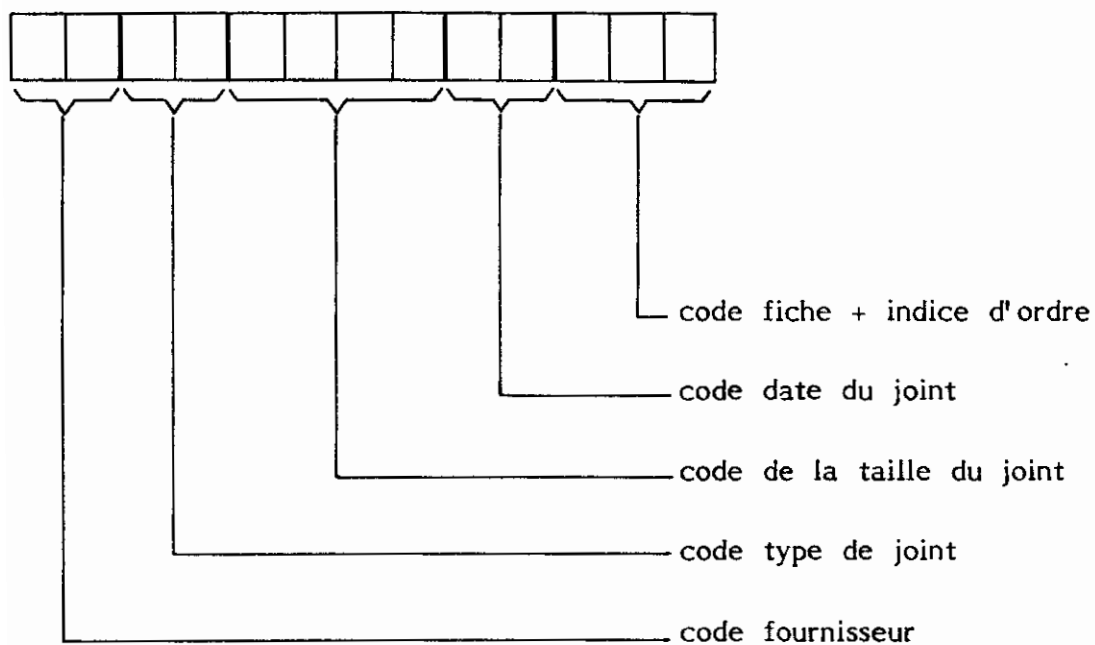 code fiche + indice d'ordre
code date du joint
code de la taille du joint
code type de joint
code fournisseur